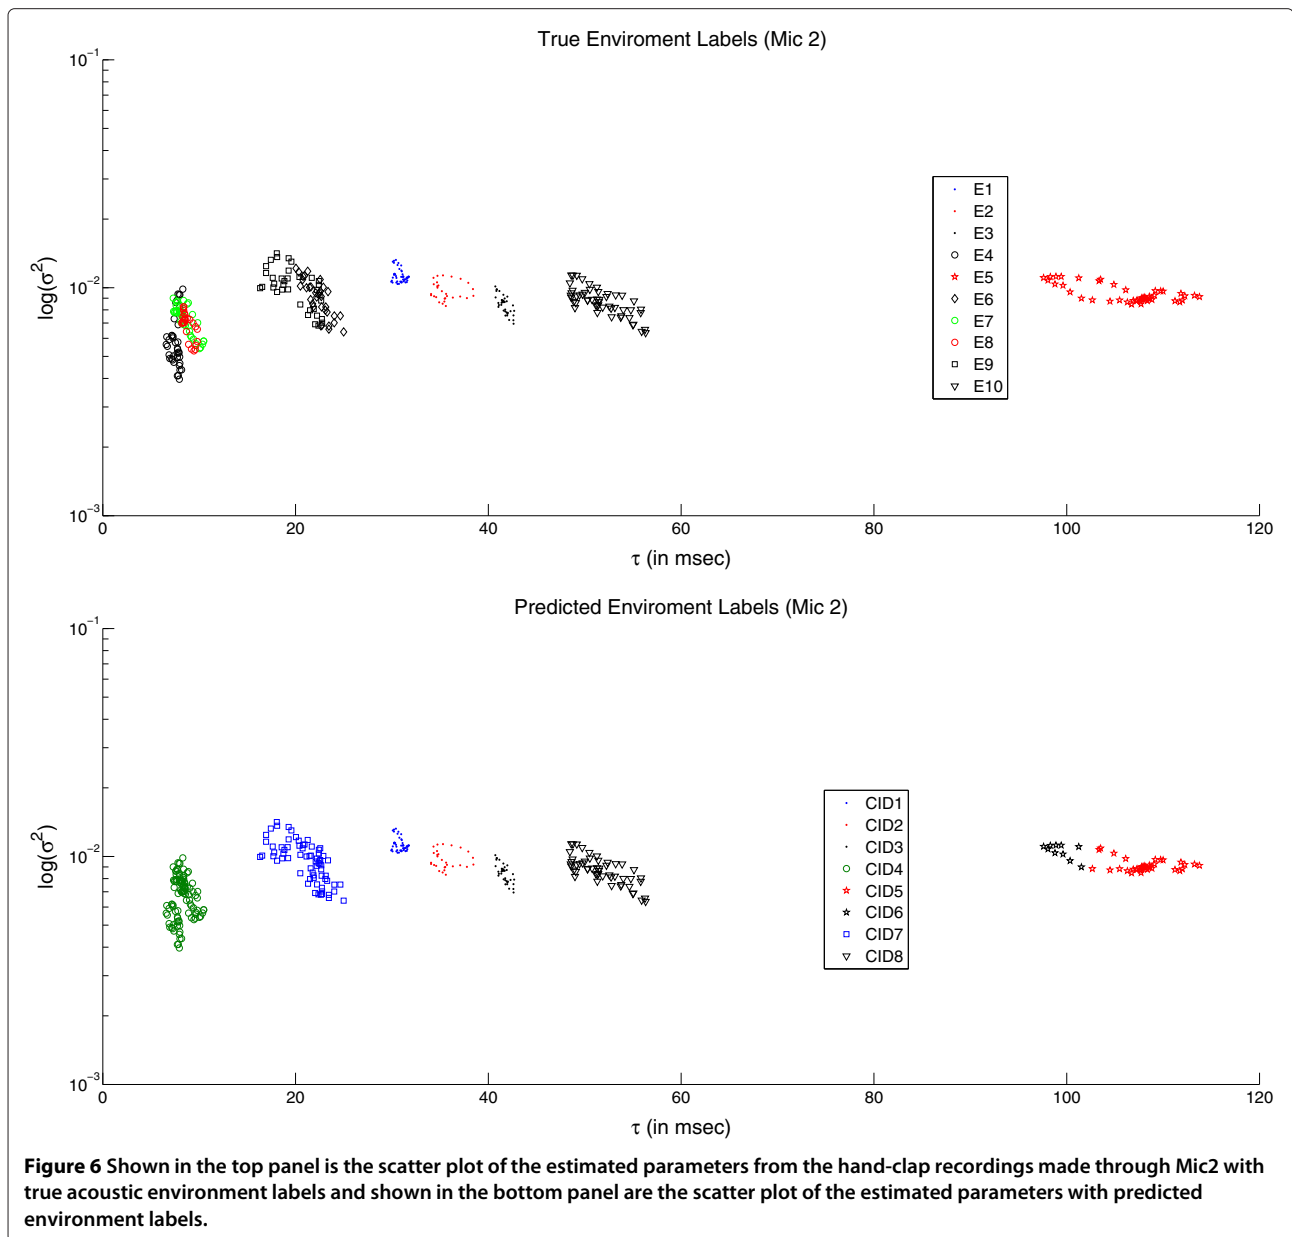 True Enviroment Labels (Mic 2)
10⁻¹
10⁻²
10⁻³
log(σ²)
0 20 40 60 80 100 120
τ (in msec)
E1
E2
E3
E4
E5
E6
E7
E8
E9
E10
Predicted Enviroment Labels (Mic 2)
10⁻¹
10⁻²
10⁻³
log(σ²)
0 20 40 60 80 100 120
τ (in msec)
CID1
CID2
CID3
CID4
CID5
CID6
CID7
CID8
Figure 6 Shown in the top panel is the scatter plot of the estimated parameters from the hand-clap recordings made through Mic2 with
true acoustic environment labels and shown in the bottom panel are the scatter plot of the estimated parameters with predicted
environment labels.